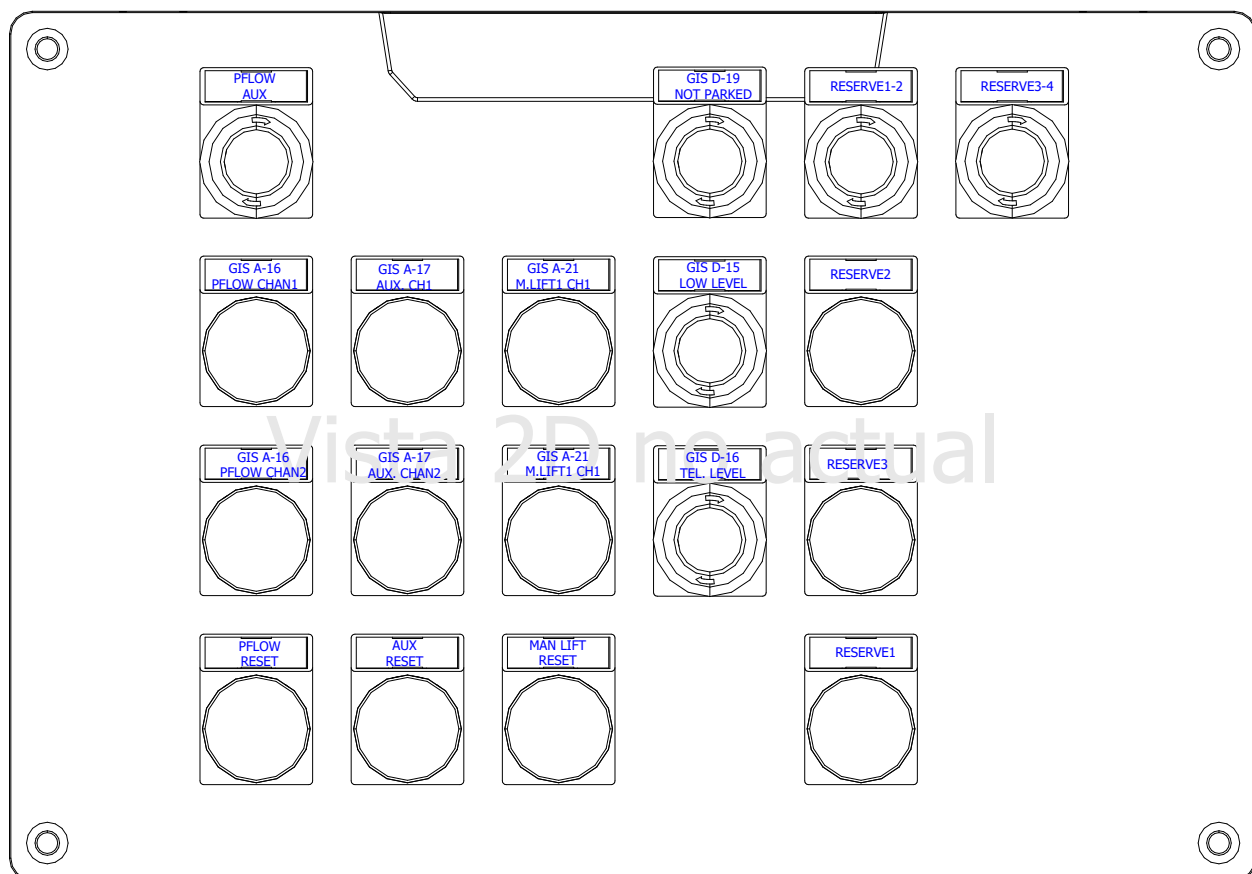 PFLOW
AUX
GIS D-19
NOT PARKED
RESERVE1-2
RESERVE3-4
GIS A-16
PFLOW CHAN1
GIS A-17
AUX. CH1
GIS A-21
M.LIFT1 CH1
GIS D-15
LOW LEVEL
RESERVE2
Vista 2D no actual
GIS A-16
PFLOW CHAN2
GIS A-17
AUX. CHAN2
GIS A-21
M.LIFT1 CH1
GIS D-16
TEL. LEVEL
RESERVE3
PFLOW
RESET
AUX
RESET
MAN LIFT
RESET
RESERVE1